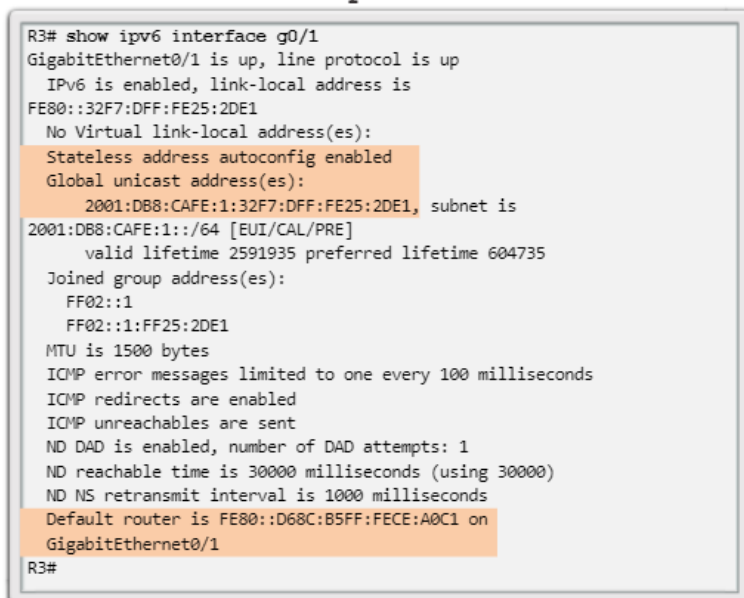 R3# show ipv6 interface g0/1
GigabitEthernet0/1 is up, line protocol is up
IPv6 is enabled, link-local address is
FE80::32F7:DFF:FE25:2DE1
No Virtual link-local address(es):
Stateless address autoconfig enabled
Global unicast address(es):
2001:DB8:CAFE:1:32F7:DFF:FE25:2DE1, subnet is
2001:DB8:CAFE:1::/64 [EUI/CAL/PRE]
valid lifetime 2591935 preferred lifetime 604735
Joined group address(es):
FF02::1
FF02::1:FF25:2DE1
MTU is 1500 bytes
ICMP error messages limited to one every 100 milliseconds
ICMP redirects are enabled
ICMP unreachables are sent
ND DAD is enabled, number of DAD attempts: 1
ND reachable time is 30000 milliseconds (using 30000)
ND NS retransmit interval is 1000 milliseconds
Default router is FE80::D68C:B5FF:FECE:A0C1 on
GigabitEthernet0/1
R3#